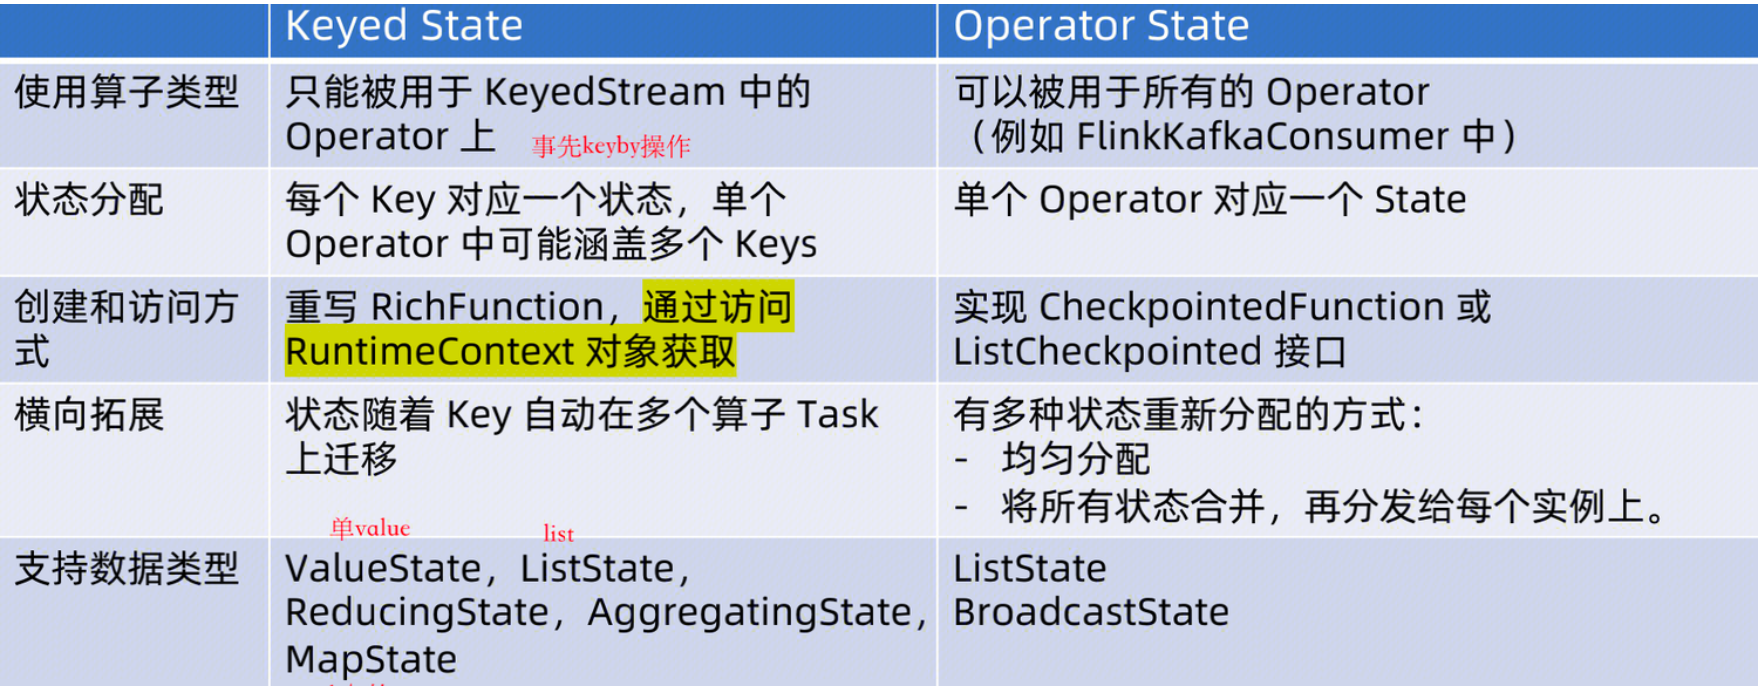 Keyed State
Operator State
使用算子类型
只能被用于 KeyedStream 中的
Operator 上
事先keyby操作
可以被用于所有的 Operator
（例如 FlinkKafkaConsumer 中）
状态分配
每个 Key 对应一个状态，单个
Operator 中可能涵盖多个 Keys
单个 Operator 对应一个 State
创建和访问方
式
重写 RichFunction，通过访问
RuntimeContext 对象获取
实现 CheckpointedFunction 或
ListCheckpointed 接口
横向拓展
状态随着 Key 自动在多个算子 Task
上迁移
有多种状态重新分配的方式：
- 均匀分配
- 将所有状态合并，再分发给每个实例上。
单value
list
支持数据类型
ValueState，ListState，
ReducingState，AggregatingState，
MapState
ListState
BroadcastState